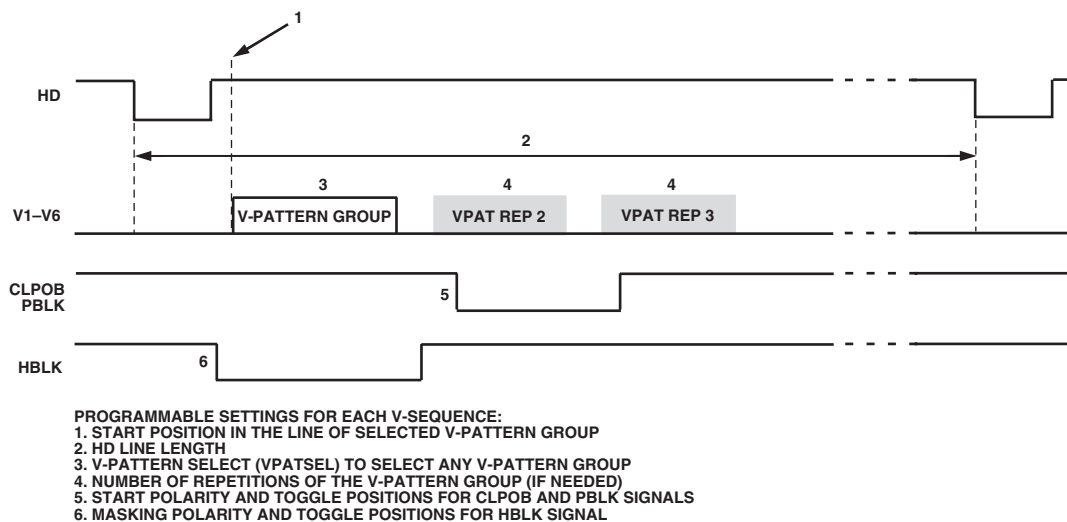 1
HD
2
3
4
4
V1–V6
V-PATTERN GROUP
VPAT REP 2
VPAT REP 3
CLPOB
PBLK
5
6
HBLK
PROGRAMMABLE SETTINGS FOR EACH V-SEQUENCE:
1. START POSITION IN THE LINE OF SELECTED V-PATTERN GROUP
2. HD LINE LENGTH
3. V-PATTERN SELECT (VPATSEL) TO SELECT ANY V-PATTERN GROUP
4. NUMBER OF REPETITIONS OF THE V-PATTERN GROUP (IF NEEDED)
5. START POLARITY AND TOGGLE POSITIONS FOR CLPOB AND PBLK SIGNALS
6. MASKING POLARITY AND TOGGLE POSITIONS FOR HBLK SIGNAL